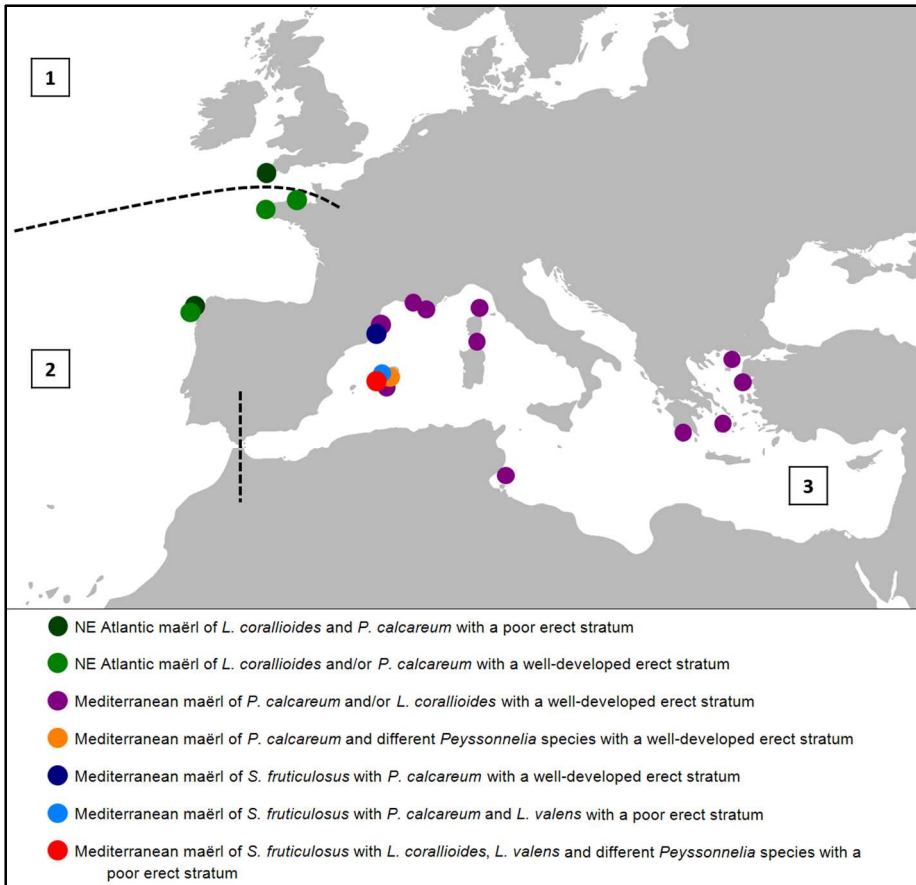 1
2
3
NE Atlantic maërl of L. corallioides and P. calcareum with a poor erect stratum
NE Atlantic maërl of L. corallioides and/or P. calcareum with a well-developed erect stratum
Mediterranean maërl of P. calcareum and/or L. corallioides with a well-developed erect stratum
Mediterranean maërl of P. calcareum and different Peyssonnelia species with a well-developed erect stratum
Mediterranean maërl of S. fruticulosus with P. calcareum with a well-developed erect stratum
Mediterranean maërl of S. fruticulosus with P. calcareum and L. valens with a poor erect stratum
Mediterranean maërl of S. fruticulosus with L. corallioides, L. valens and different Peyssonnelia species with a
poor erect stratum